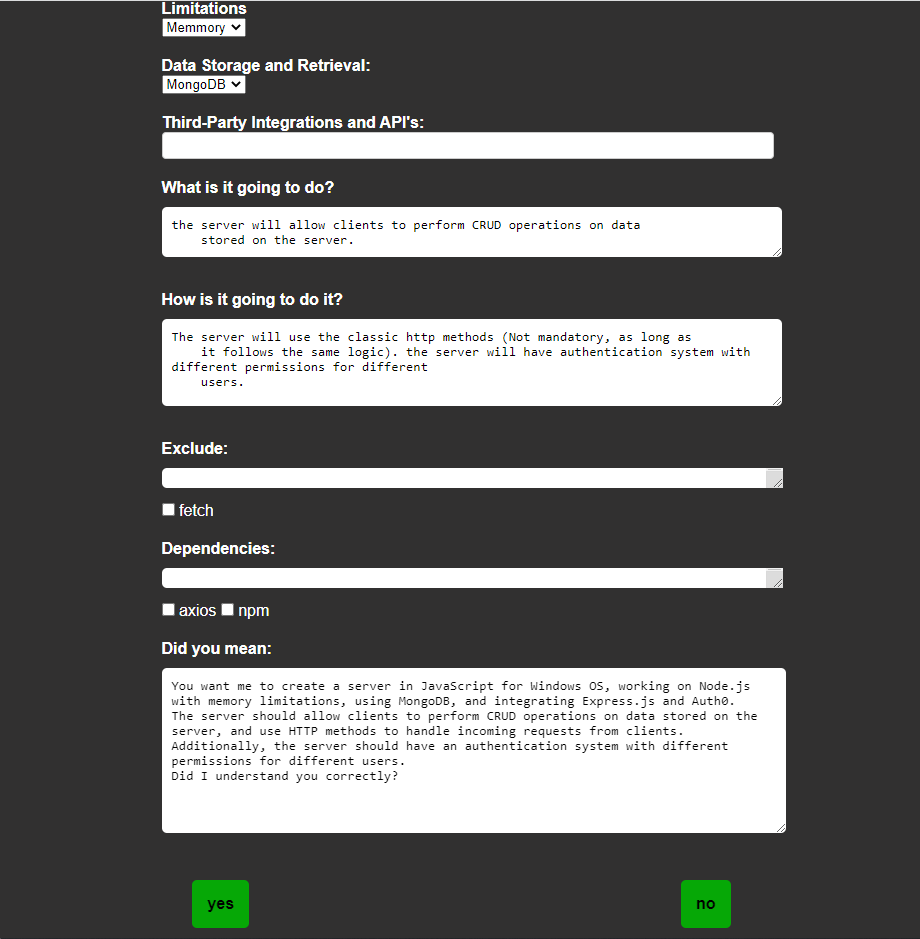 Limitations
Memmory
Data Storage and Retrieval:
MongoDB
Third-Party Integrations and API's:
What is it going to do?
the server will allow clients to perform CRUD operations on data
stored on the server.
How is it going to do it?
The server will use the classic http methods (Not mandatory, as long as
it follows the same logic). the server will have authentication system with
different permissions for different
users.
Exclude:
fetch
Dependencies:
axios npm
Did you mean:
You want me to create a server in JavaScript for Windows OS, working on Node.js
with memory limitations, using MongoDB, and integrating Express.js and Auth0.
The server should allow clients to perform CRUD operations on data stored on the
server, and use HTTP methods to handle incoming requests from clients.
Additionally, the server should have an authentication system with different
permissions for different users.
Did I understand you correctly?
yes no